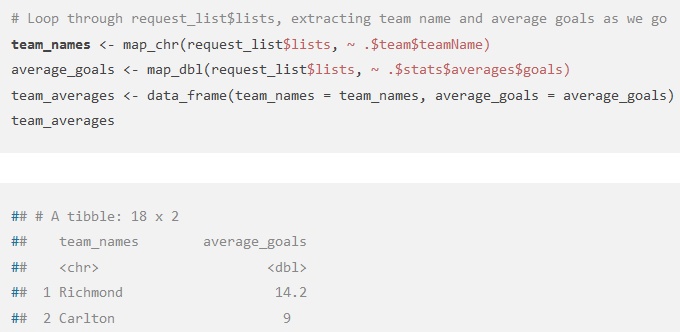 # Loop through request_list$lists, extracting team name and average goals as we go
team_names <- map_chr(request_list$lists, ~ .$team$teamName)
average_goals <- map_dbl(request_list$lists, ~ .$stats$averages$goals)
team_averages <- data_frame(team_names = team_names, average_goals = average_goals)
team_averages
## # A tibble: 18 x 2
##    team_names        average_goals
##    <chr>                     <dbl>
##  1 Richmond                   14.2
##  2 Carlton                     9